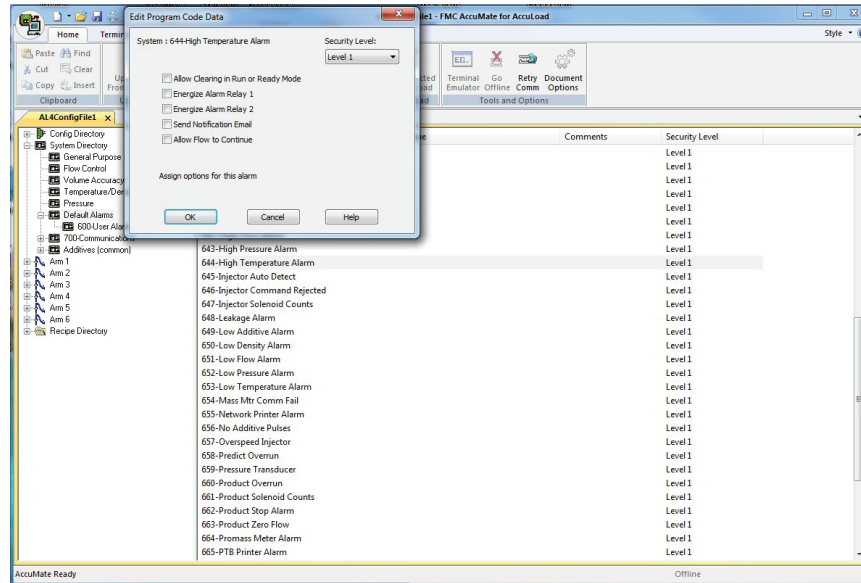 Edit Program Code Data
File1 - FMC AccuMate for AccuLoad
Home
Style
Paste
Find
Cut
Clear
Copy
Insert
Clipboard
System : 644-High Temperature Alarm
Security Level:
Level 1
Allow Clearing in Run or Ready Mode
Energize Alarm Relay 1
Energize Alarm Relay 2
Send Notification Email
Allow Flow to Continue
Assign options for this alarm
OK
Cancel
Help
Terminal Emulator
Go Offline
Retry Comm
Document Options
Tools and Options
AL4ConfigFile1 x
Config Directory
System Directory
General Purpose
Flow Control
Volume Accuracy
Temperature/Den
Pressure
Default Alarms
600-User Alar
700-Communications
Additives (common)
Arm 1
Arm 2
Arm 3
Arm 4
Arm 5
Arm 6
Recipe Directory
Comments Security Level
Level 1
Level 1
Level 1
Level 1
Level 1
Level 1
Level 1
643-High Pressure Alarm Level 1
644-High Temperature Alarm Level 1
645-Injector Auto Detect Level 1
646-Injector Command Rejected Level 1
647-Injector Solenoid Counts Level 1
648-Leakage Alarm Level 1
649-Low Additive Alarm Level 1
650-Low Density Alarm Level 1
651-Low Flow Alarm Level 1
652-Low Pressure Alarm Level 1
653-Low Temperature Alarm Level 1
654-Mass Mtr Comm Fail Level 1
655-Network Printer Alarm Level 1
656-No Additive Pulses Level 1
657-Overspeed Injector Level 1
658-Predict Overrun Level 1
659-Pressure Transducer Level 1
660-Product Overrun Level 1
661-Product Solenoid Counts Level 1
662-Product Stop Alarm Level 1
663-Product Zero Flow Level 1
664-Promass Meter Alarm Level 1
665-PTB Printer Alarm Level 1
AccuMate Ready
Offline